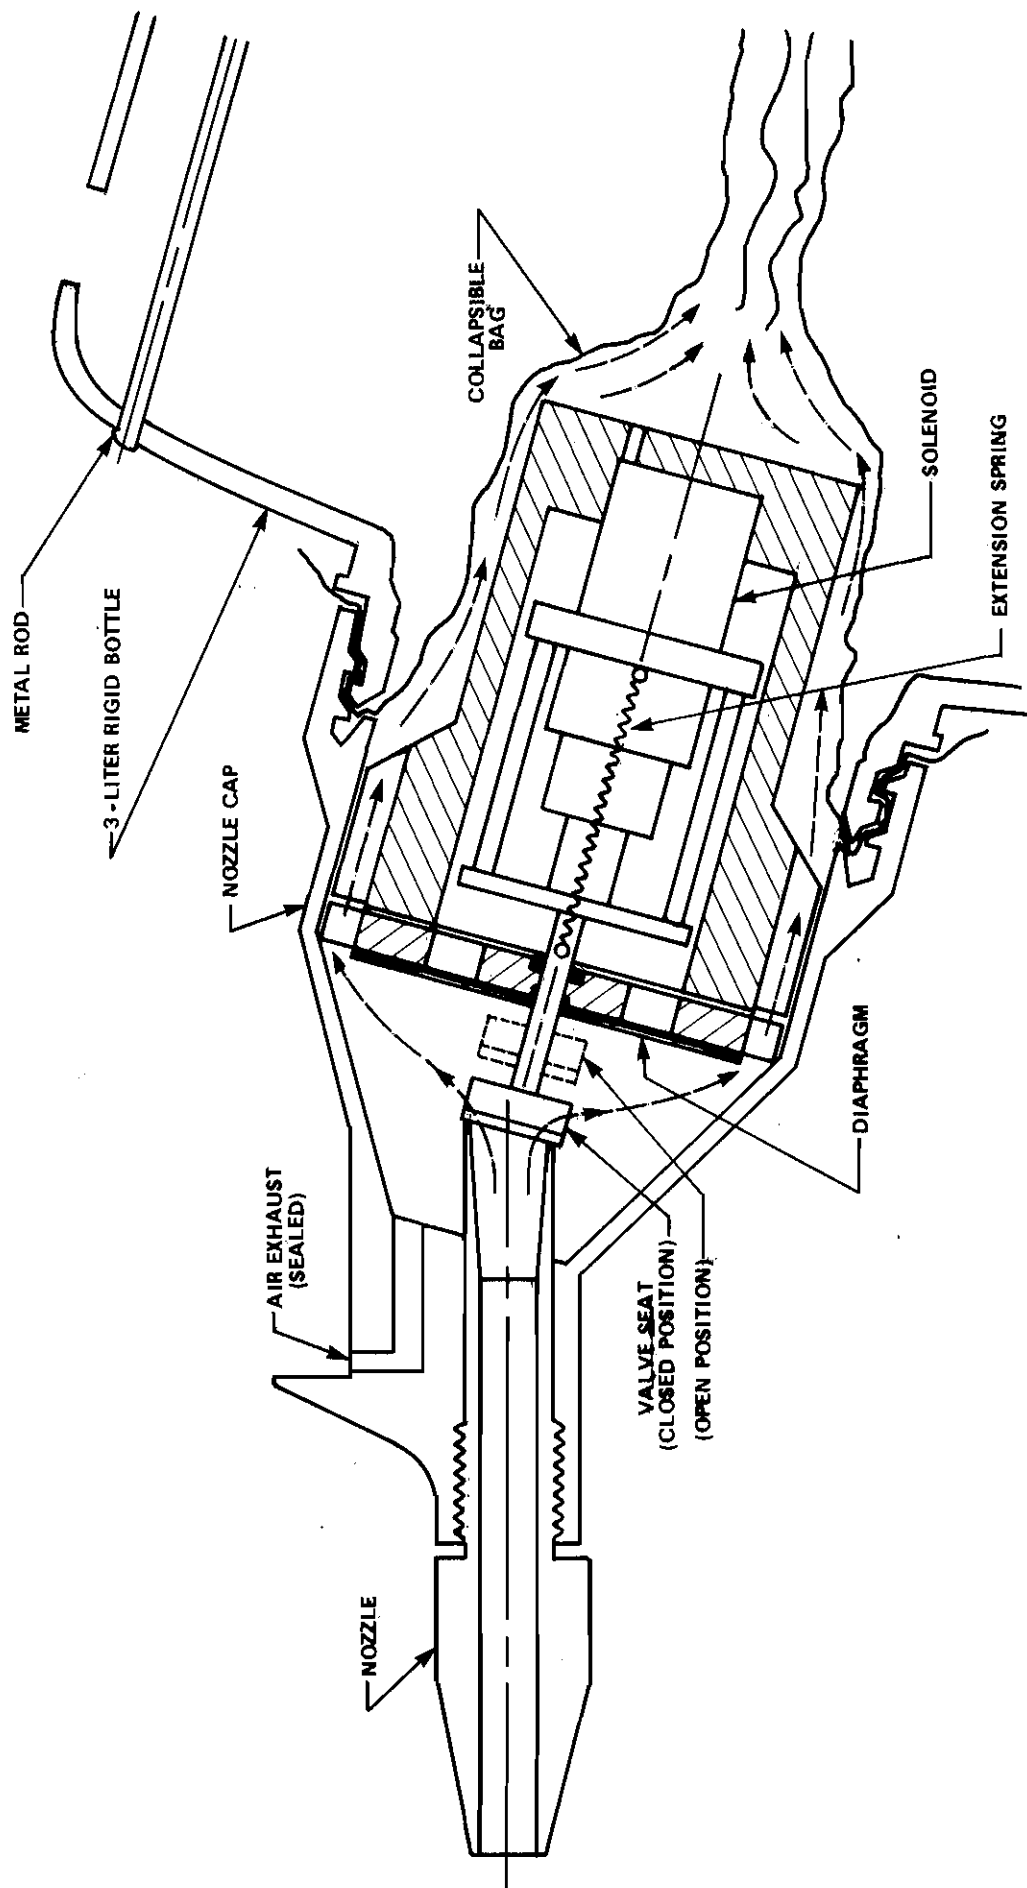 METAL ROD
3-LITER RIGID BOTTLE
NOZZLE CAP
AIR EXHAUST
(SEALED)
NOZZLE
COLLAPSIBLE
BAG
SOLENOID
EXTENSION SPRING
DIAPHRAGM
VALVE SEAT
(CLOSED POSITION)
(OPEN POSITION)